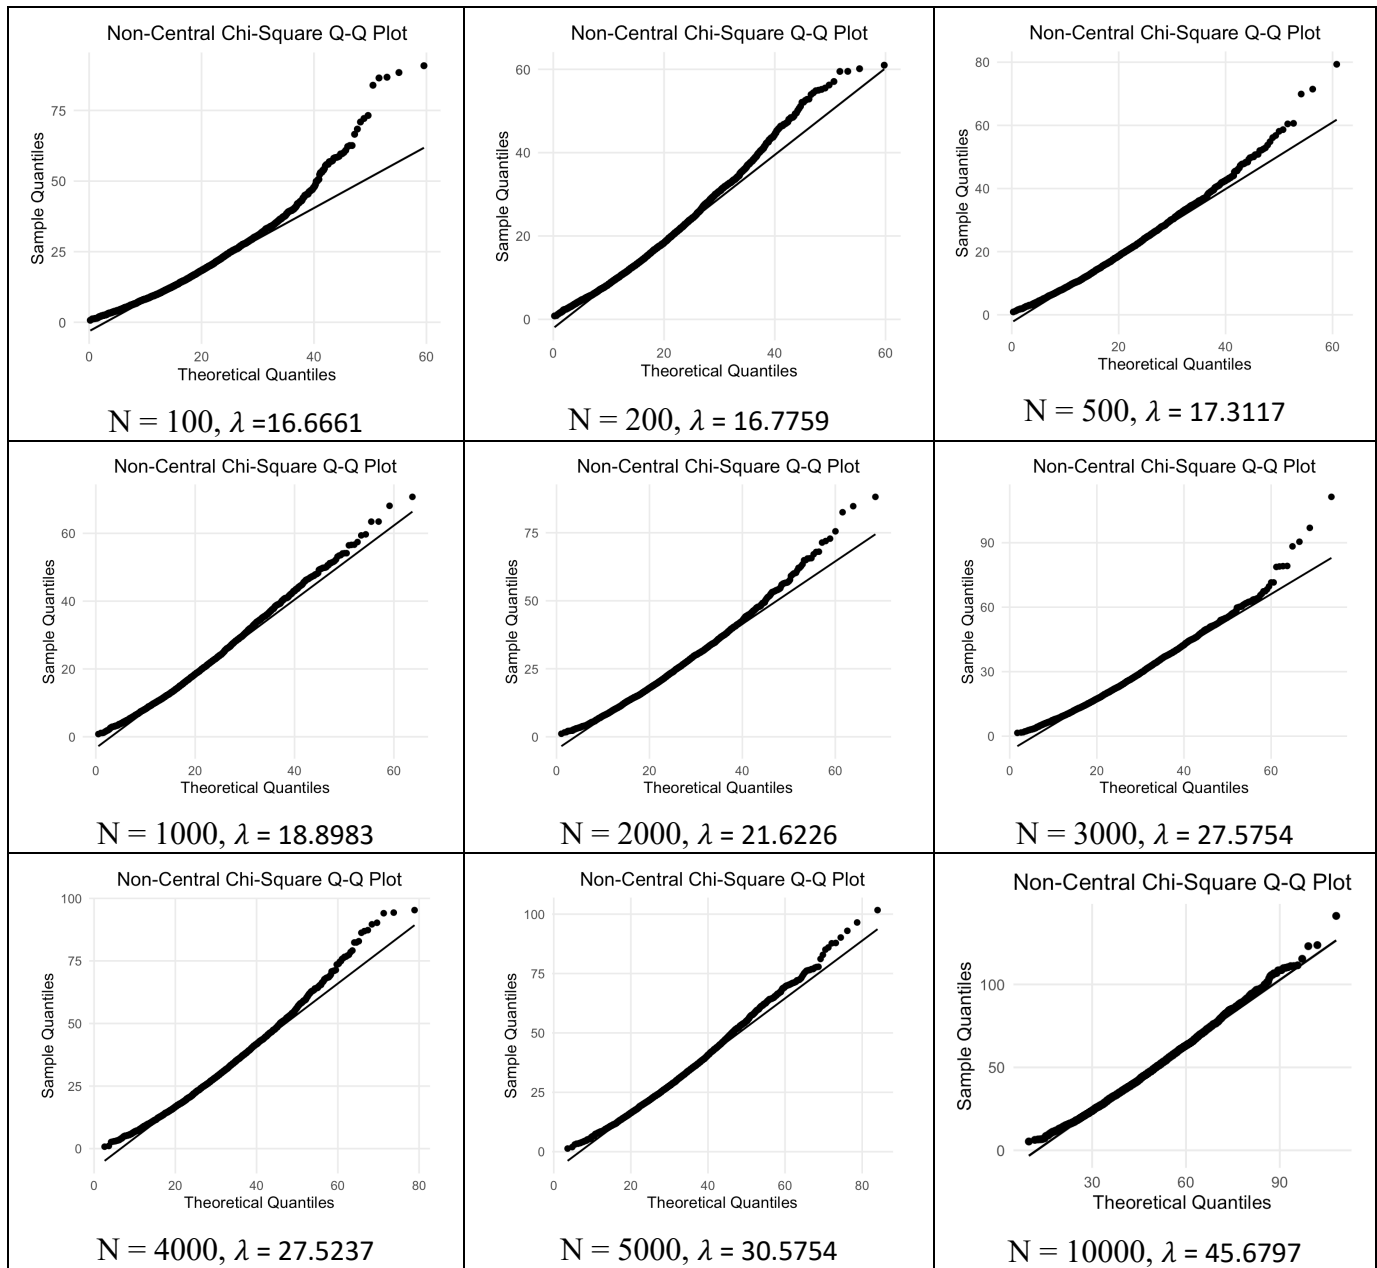 Non-Central Chi-Square Q-Q Plot
75
50
25
0
Sample Quantiles
0 20 40 60
Theoretical Quantiles
N = 100, λ =16.6661
Non-Central Chi-Square Q-Q Plot
60
40
20
0
Sample Quantiles
0 20 40 60
Theoretical Quantiles
N = 200, λ = 16.7759
Non-Central Chi-Square Q-Q Plot
80
60
40
20
0
Sample Quantiles
0 20 40 60
Theoretical Quantiles
N = 500, λ = 17.3117
Non-Central Chi-Square Q-Q Plot
60
40
20
0
Sample Quantiles
0 20 40 60
Theoretical Quantiles
N = 1000, λ = 18.8983
Non-Central Chi-Square Q-Q Plot
75
50
25
0
Sample Quantiles
0 20 40 60
Theoretical Quantiles
N = 2000, λ = 21.6226
Non-Central Chi-Square Q-Q Plot
90
60
30
0
Sample Quantiles
0 20 40 60
Theoretical Quantiles
N = 3000, λ = 27.5754
Non-Central Chi-Square Q-Q Plot
100
75
50
25
0
Sample Quantiles
0 20 40 60 80
Theoretical Quantiles
N = 4000, λ = 27.5237
Non-Central Chi-Square Q-Q Plot
100
75
50
25
0
Sample Quantiles
0 20 40 60 80
Theoretical Quantiles
N = 5000, λ = 30.5754
Non-Central Chi-Square Q-Q Plot
100
50
0
Sample Quantiles
30 60 90
Theoretical Quantiles
N = 10000, λ = 45.6797